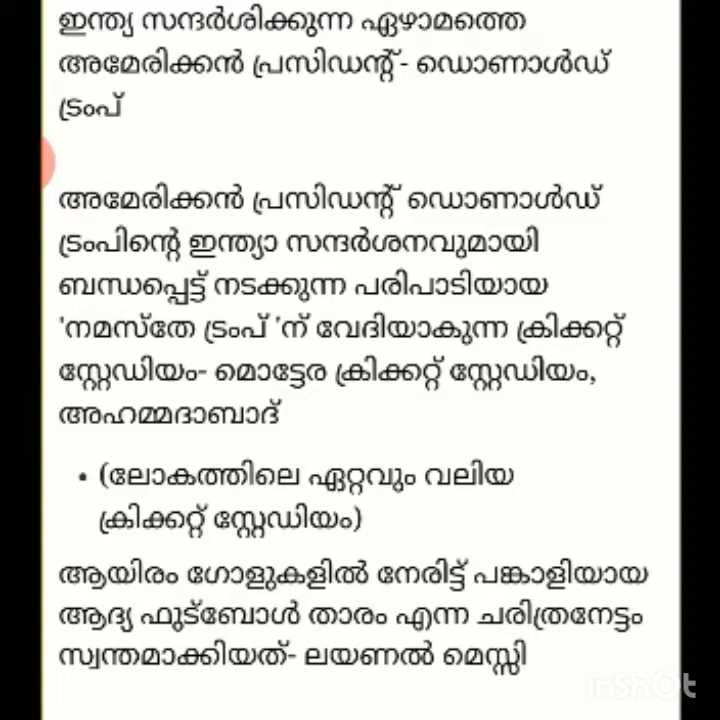 ഇന്ത്യ സന്ദർശിക്കുന്ന ഏഴാമത്തെ
അമേരിക്കൻ പ്രസിഡന്റ്- ഡൊണാൾഡ്
ട്രംപ്
അമേരിക്കൻ പ്രസിഡന്റ് ഡൊണാൾഡ്
ട്രംപിന്റെ ഇന്ത്യാ സന്ദർശനവുമായി
ബന്ധപ്പെട്ട് നടക്കുന്ന പരിപാടിയായ
'നമസ്തേ ട്രംപ് 'ന് വേദിയാകുന്ന ക്രിക്കറ്റ്
സ്റ്റേഡിയം- മൊട്ടേര ക്രിക്കറ്റ് സ്റ്റേഡിയം,
അഹമ്മദാബാദ്
• (ലോകത്തിലെ ഏറ്റവും വലിയ
ക്രിക്കറ്റ് സ്റ്റേഡിയം)
ആയിരം ഗോളുകളിൽ നേരിട്ട് പങ്കാളിയായ
ആദ്യ ഫുട്ബോൾ താരം എന്ന ചരിത്രനേട്ടം
സ്വന്തമാക്കിയത്- ലയണൽ മെസ്സി
InShOt